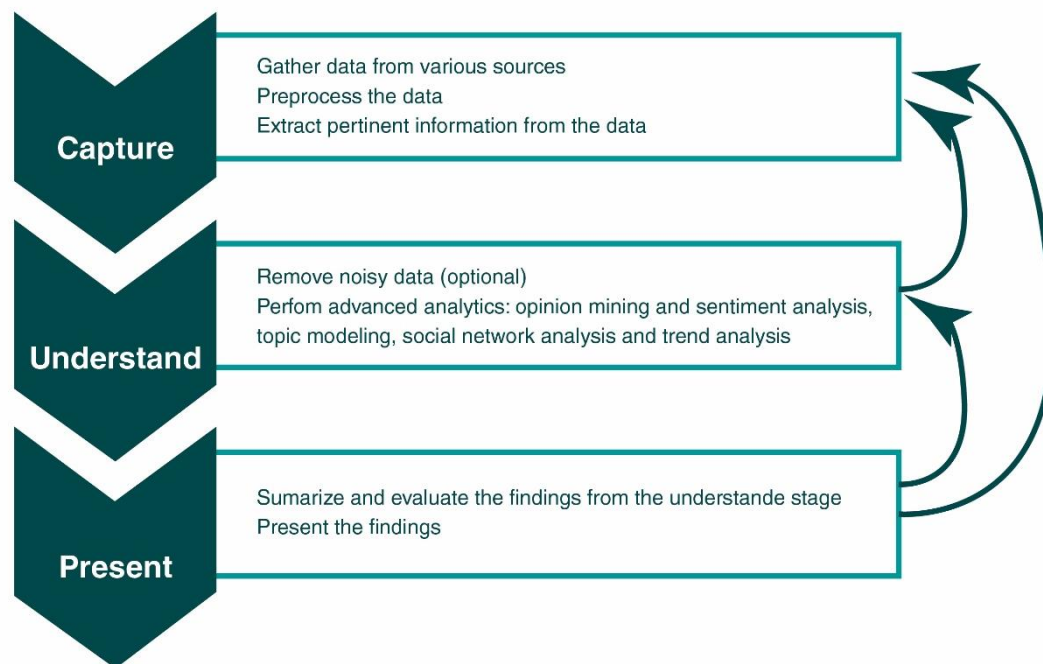 Capture
Gather data from various sources
Preprocess the data
Extract pertinent information from the data
Understand
Remove noisy data (optional)
Perfom advanced analytics: opinion mining and sentiment analysis,
topic modeling, social network analysis and trend analysis
Present
Sumarize and evaluate the findings from the understande stage
Present the findings